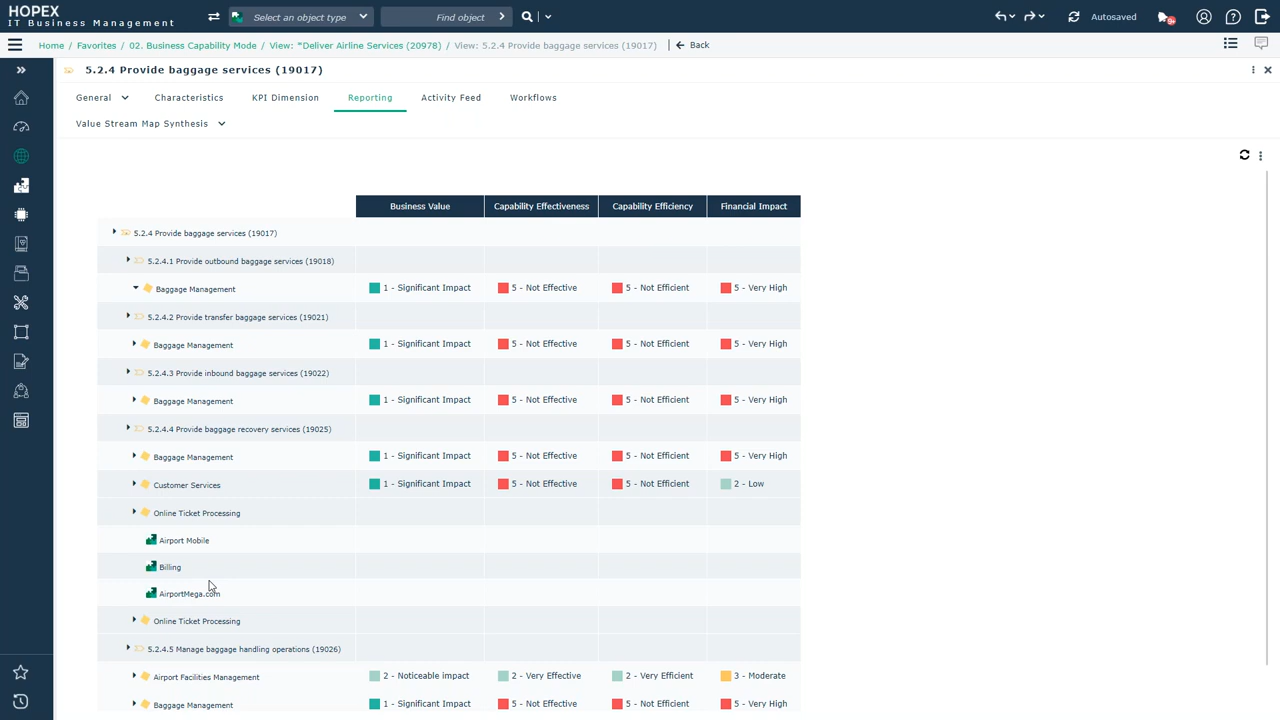 HOPEX
IT Business Management
Select an object type
Find object
Autosaved
9+
Home / Favorites / 02. Business Capability Mode / View: "Deliver Airline Services (20978) / View: 5.2.4 Provide baggage services (19017) Back
5.2.4 Provide baggage services (19017)
General Characteristics KPI Dimension Reporting Activity Feed Workflows
Value Stream Map Synthesis
Business Value Capability Effectiveness Capability Efficiency Financial Impact
5.2.4 Provide baggage services (19017)
5.2.4.1 Provide outbound baggage services (19018)
Baggage Management 1 - Significant Impact 5 - Not Effective 5 - Not Efficient 5 - Very High
5.2.4.2 Provide transfer baggage services (19021)
Baggage Management 1 - Significant Impact 5 - Not Effective 5 - Not Efficient 5 - Very High
5.2.4.3 Provide inbound baggage services (19022)
Baggage Management 1 - Significant Impact 5 - Not Effective 5 - Not Efficient 5 - Very High
5.2.4.4 Provide baggage recovery services (19025)
Baggage Management 1 - Significant Impact 5 - Not Effective 5 - Not Efficient 5 - Very High
Customer Services 1 - Significant Impact 5 - Not Effective 5 - Not Efficient 2 - Low
Online Ticket Processing
Airport Mobile
Billing
AirportMega.com
Online Ticket Processing
5.2.4.5 Manage baggage handling operations (19026)
Airport Facilities Management 2 - Noticeable impact 2 - Very Effective 2 - Very Efficient 3 - Moderate
Baggage Management 1 - Significant Impact 5 - Not Effective 5 - Not Efficient 5 - Very High